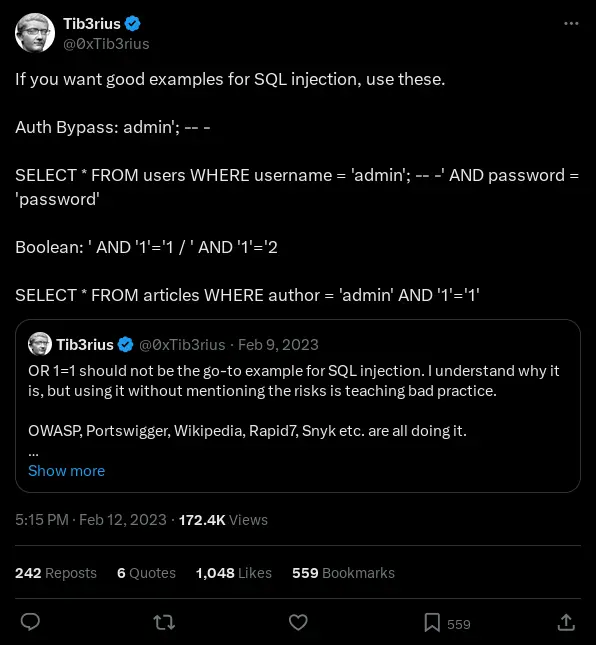 Tib3rius
@0xTib3rius
If you want good examples for SQL injection, use these.
Auth Bypass: admin'; -- -
SELECT * FROM users WHERE username = 'admin'; -- -' AND password =
'password'
Boolean: ' AND '1'='1 / ' AND '1'='2
SELECT * FROM articles WHERE author = 'admin' AND '1'='1'
Tib3rius @0xTib3rius · Feb 9, 2023
OR 1=1 should not be the go-to example for SQL injection. I understand why it
is, but using it without mentioning the risks is teaching bad practice.
OWASP, Portswigger, Wikipedia, Rapid7, Snyk etc. are all doing it.
...
Show more
5:15 PM · Feb 12, 2023 · 172.4K Views
242 Reposts 6 Quotes 1,048 Likes 559 Bookmarks
559